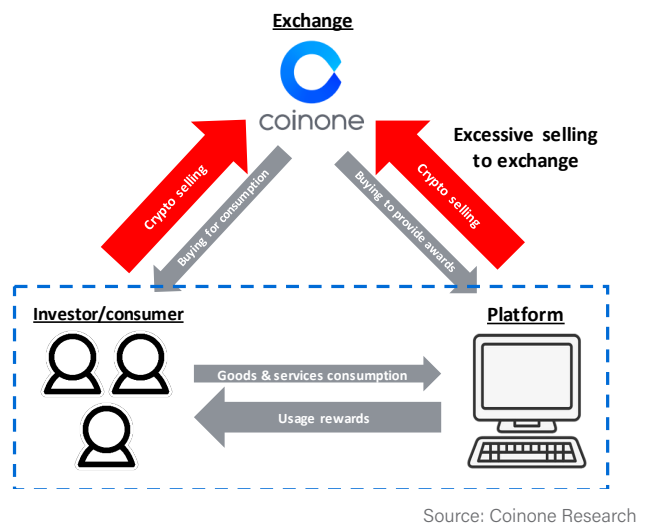 Exchange
coinone
Excessive selling
to exchange
Crypto selling
Buying for consumption
Buying to provide awards
Crypto selling
Investor/consumer
Platform
Goods & services consumption
Usage rewards
Source: Coinone Research